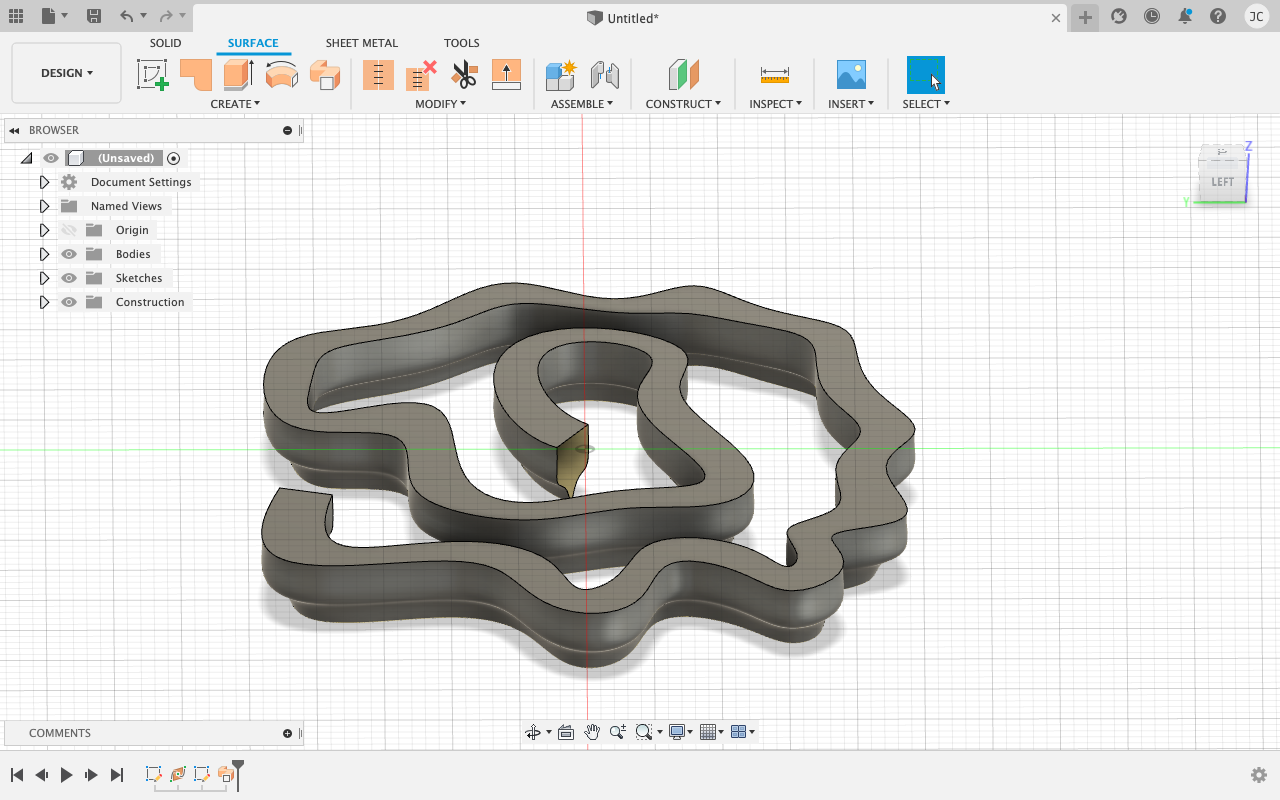 Untitled*
JC
SOLID
SURFACE
SHEET METAL
TOOLS
DESIGN
CREATE
MODIFY
ASSEMBLE
CONSTRUCT
INSPECT
INSERT
SELECT
BROWSER
(Unsaved)
Document Settings
Named Views
Origin
Bodies
Sketches
Construction
Z
LEFT
Y
COMMENTS